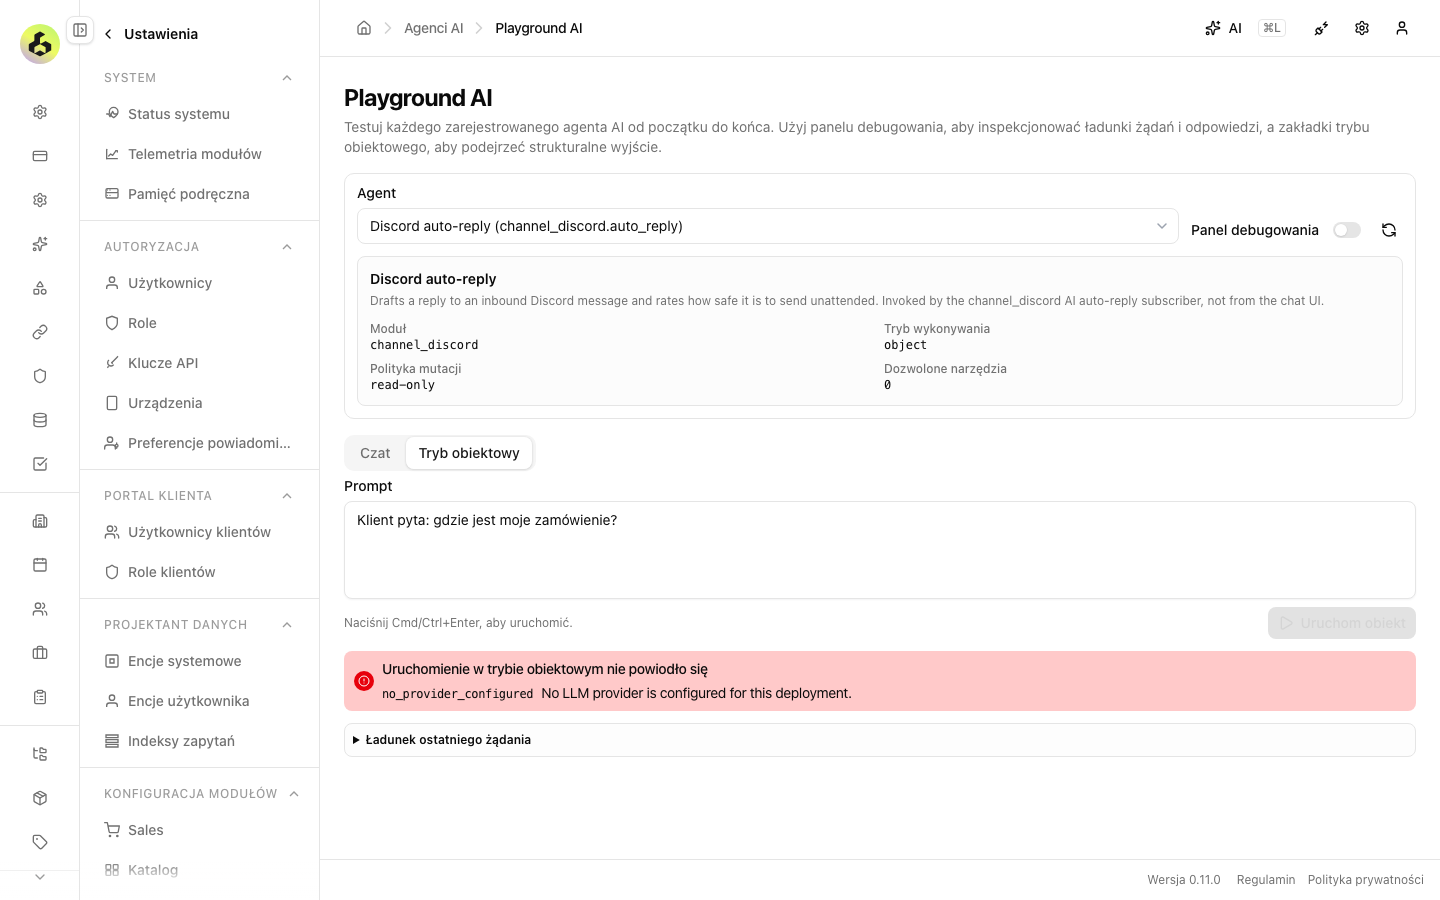 Ustawienia
SYSTEM
Status systemu
Telemetria modułów
Pamięć podręczna
AUTORYZACJA
Użytkownicy
Role
Klucze API
Urządzenia
Preferencje powiadomi...
PORTAL KLIENTA
Użytkownicy klientów
Role klientów
PROJEKTANT DANYCH
Encje systemowe
Encje użytkownika
Indeksy zapytań
KONFIGURACJA MODUŁÓW
Sales
Katalog
Agenci AI
Playground AI
AI ⌘L
Playground AI
Testuj każdego zarejestrowanego agenta AI od początku do końca. Użyj panelu debugowania, aby inspekcjonować ładunki żądań i odpowiedzi, a zakładki trybu
obiektowego, aby podejrzeć strukturalne wyjście.
Agent
Discord auto-reply (channel_discord.auto_reply)
Panel debugowania
Discord auto-reply
Drafts a reply to an inbound Discord message and rates how safe it is to send unattended. Invoked by the channel_discord AI auto-reply subscriber, not from the chat UI.
Moduł
channel_discord
Tryb wykonywania
object
Polityka mutacji
read-only
Dozwolone narzędzia
0
Czat
Tryb obiektowy
Prompt
Klient pyta: gdzie jest moje zamówienie?
Naciśnij Cmd/Ctrl+Enter, aby uruchomić.
Uruchom obiekt
Uruchomienie w trybie obiektowym nie powiodło się
no_provider_configured No LLM provider is configured for this deployment.
Ładunek ostatniego żądania
Wersja 0.11.0
Regulamin
Polityka prywatności